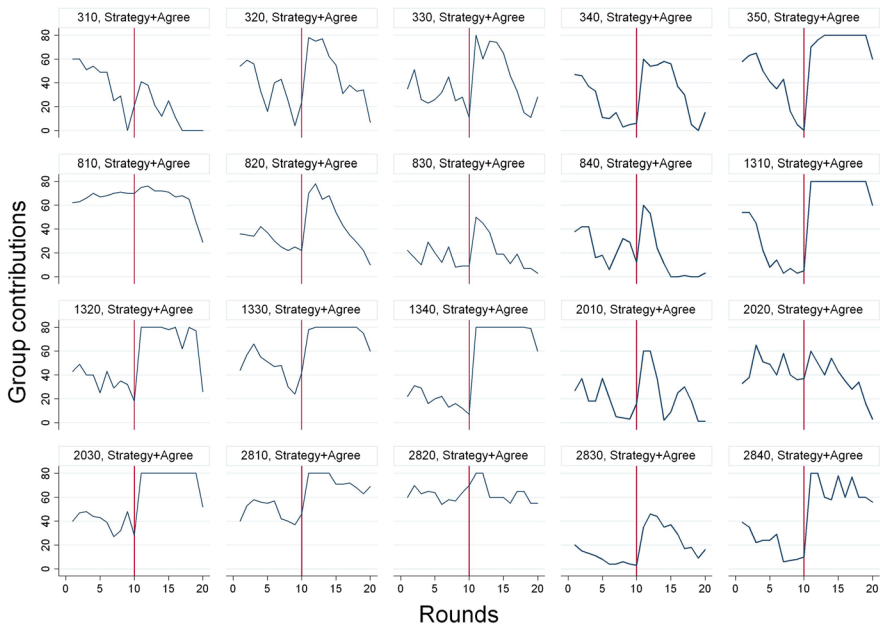 310, Strategy+Agree
320, Strategy+Agree
330, Strategy+Agree
340, Strategy+Agree
350, Strategy+Agree
80
60
40
20
0
810, Strategy+Agree
820, Strategy+Agree
830, Strategy+Agree
840, Strategy+Agree
1310, Strategy+Agree
80
60
40
20
0
Group contributions
1320, Strategy+Agree
1330, Strategy+Agree
1340, Strategy+Agree
2010, Strategy+Agree
2020, Strategy+Agree
80
60
40
20
0
2030, Strategy+Agree
2810, Strategy+Agree
2820, Strategy+Agree
2830, Strategy+Agree
2840, Strategy+Agree
80
60
40
20
0
0 5 10 15 20
0 5 10 15 20
0 5 10 15 20
0 5 10 15 20
0 5 10 15 20
Rounds